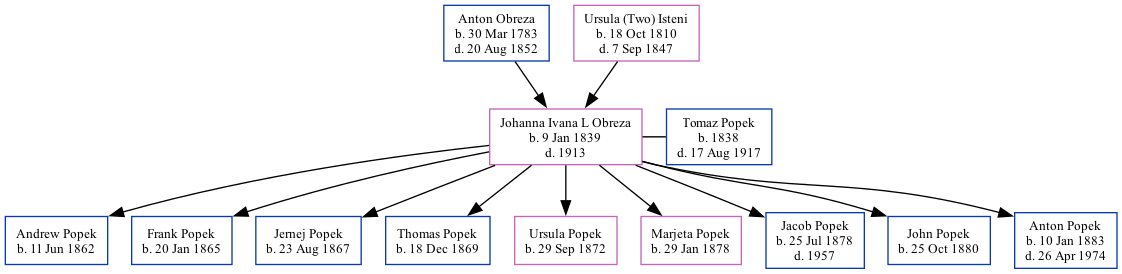 Anton Obreza
b. 30 Mar 1783
d. 20 Aug 1852
Ursula (Two) Isteni
b. 18 Oct 1810
d. 7 Sep 1847
Johanna Ivana L Obreza
b. 9 Jan 1839
d. 1913
Tomaz Popek
b. 1838
d. 17 Aug 1917
Andrew Popek
b. 11 Jun 1862
Frank Popek
b. 20 Jan 1865
Jernej Popek
b. 23 Aug 1867
Thomas Popek
b. 18 Dec 1869
Ursula Popek
b. 29 Sep 1872
Marjeta Popek
b. 29 Jan 1878
Jacob Popek
b. 25 Jul 1878
d. 1957
John Popek
b. 25 Oct 1880
Anton Popek
b. 10 Jan 1883
d. 26 Apr 1974